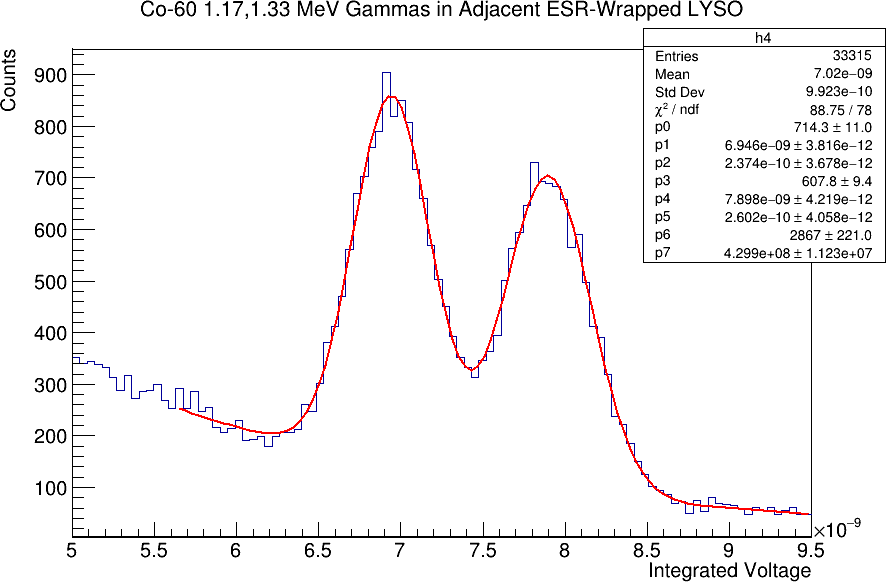 Co-60 1.17,1.33 MeV Gammas in Adjacent ESR-Wrapped LYSO
h4
Entries 33315
Mean 7.02e−09
Std Dev 9.923e−10
χ² / ndf 88.75 / 78
p0 714.3 ± 11.0
p1 6.946e−09 ± 3.816e−12
p2 2.374e−10 ± 3.678e−12
p3 607.8 ± 9.4
p4 7.898e−09 ± 4.219e−12
p5 2.602e−10 ± 4.058e−12
p6 2867 ± 221.0
p7 4.299e+08 ± 1.123e+07
Counts
900
800
700
600
500
400
300
200
100
5 5.5 6 6.5 7 7.5 8 8.5 9 9.5
×10⁻⁹
Integrated Voltage